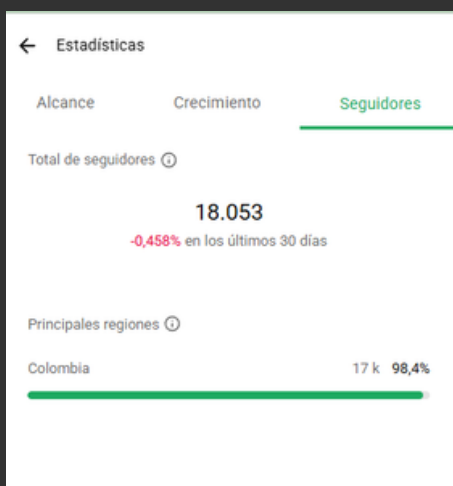 Estadísticas
Alcance Crecimiento Seguidores
Total de seguidores
18.053
-0,458% en los últimos 30 días
Principales regiones
Colombia 17 k 98,4%